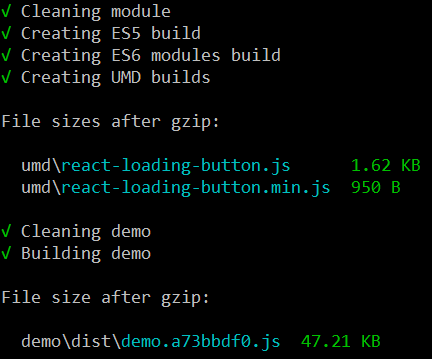 √ Cleaning module
√ Creating ES5 build
√ Creating ES6 modules build
√ Creating UMD builds
File sizes after gzip:
umd\react-loading-button.js 1.62 KB
umd\react-loading-button.min.js 950 B
√ Cleaning demo
√ Building demo
File size after gzip:
demo\dist\demo.a73bbdf0.js 47.21 KB